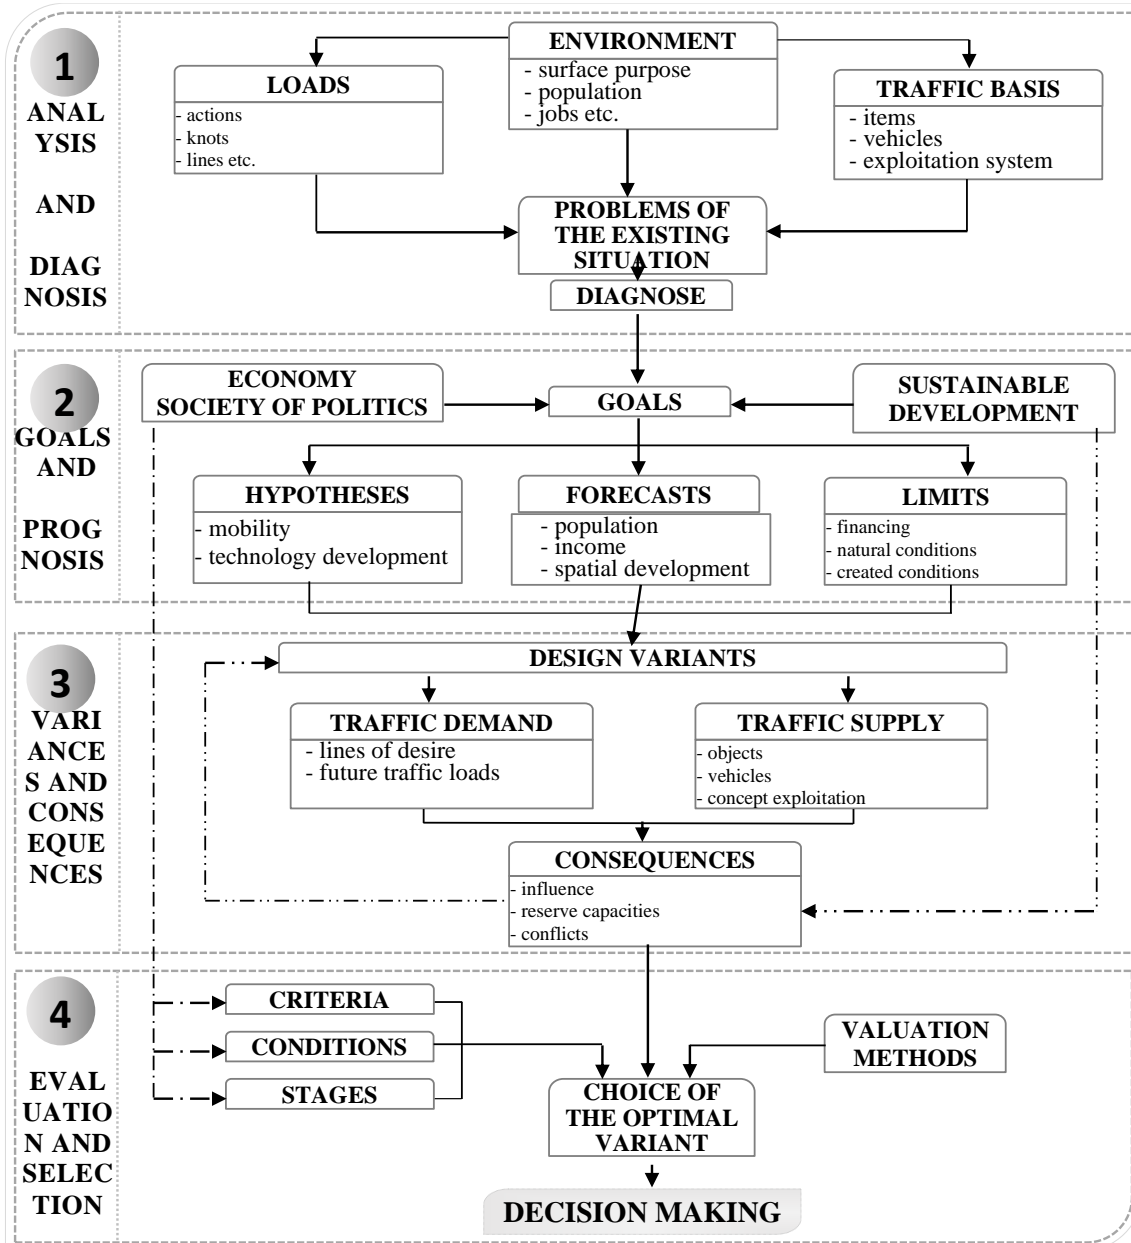 1
ANAL
YSIS
AND
DIAG
NOSIS
ENVIRONMENT
- surface purpose
- population
- jobs etc.
LOADS
- actions
- knots
- lines etc.
TRAFFIC BASIS
- items
- vehicles
- exploitation system
PROBLEMS OF
THE EXISTING
SITUATION
DIAGNOSE
2
GOALS
AND
PROG
NOSIS
ECONOMY
SOCIETY OF POLITICS
GOALS
SUSTAINABLE
DEVELOPMENT
HYPOTHESES
- mobility
- technology development
FORECASTS
- population
- income
- spatial development
LIMITS
- financing
- natural conditions
- created conditions
3
VARI
ANCE
S AND
CONS
EQUE
NCES
DESIGN VARIANTS
TRAFFIC DEMAND
- lines of desire
- future traffic loads
TRAFFIC SUPPLY
- objects
- vehicles
- concept exploitation
CONSEQUENCES
- influence
- reserve capacities
- conflicts
4
EVAL
UATIO
N AND
SELEC
TION
CRITERIA
CONDITIONS
STAGES
VALUATION
METHODS
CHOICE OF
THE OPTIMAL
VARIANT
DECISION MAKING